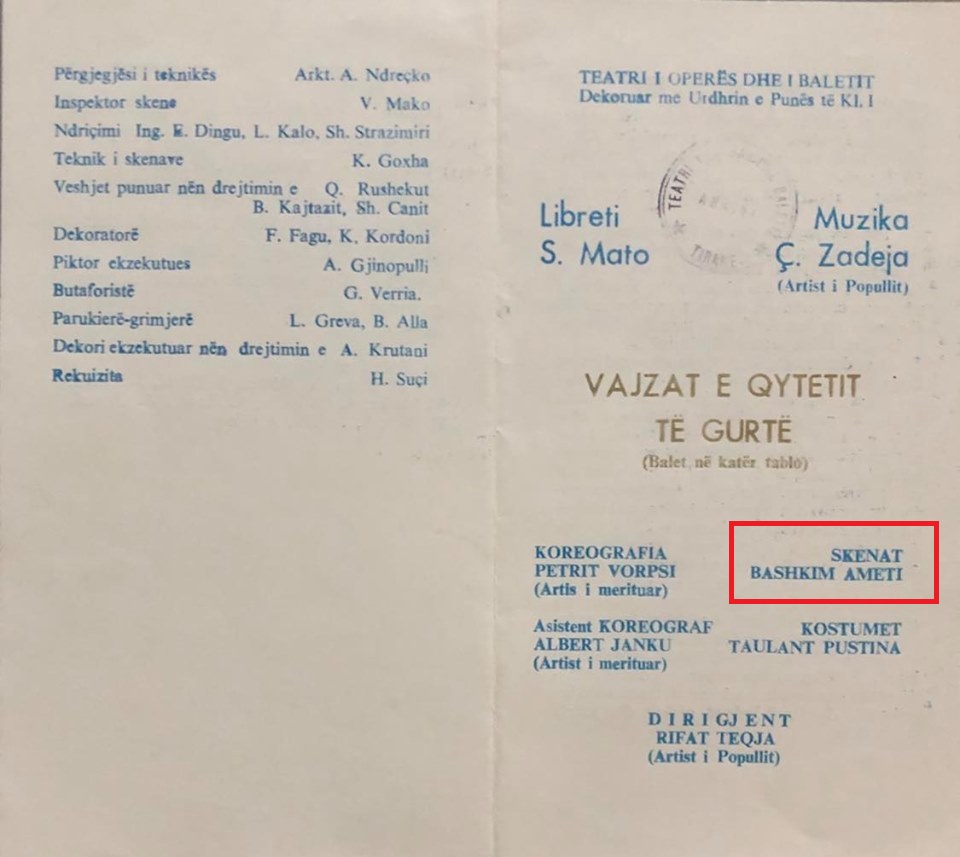 Përgjegjësi i teknikës Arkt. A. Ndreçko
Inspektor skene V. Mako
Ndriçimi Ing. E. Dingu, L. Kalo, Sh. Strazimiri
Teknik i skenave K. Goxha
Veshjet punuar nën drejtimin e Q. Rushekut
B. Kajtazit, Sh. Canit
Dekoratorë F. Fagu, K. Kordoni
Piktor ekzekutues A. Gjinopulli
Butaforistë G. Verria.
Parukierë-grimjerë L. Greva, B. Alla
Dekori ekzekutuar nën drejtimin e A. Krutani
Rekuizita H. Suçi
TEATRI I OPERËS DHE I BALETIT
Dekoruar me Urdhrin e Punës të Kl. I
TEATRI
TIRANE
Libreti
S. Mato
Muzika
Ç. Zadeja
(Artist i Popullit)
VAJZAT E QYTETIT
TË GURTË
(Balet në katër tablo)
KOREOGRAFIA
PETRIT VORPSI
(Artis i merituar)
SKENAT
BASHKIM AMETI
Asistent KOREOGRAF
ALBERT JANKU
(Artist i merituar)
KOSTUMET
TAULANT PUSTINA
DIRIGJENT
RIFAT TEQJA
(Artist i Popullit)